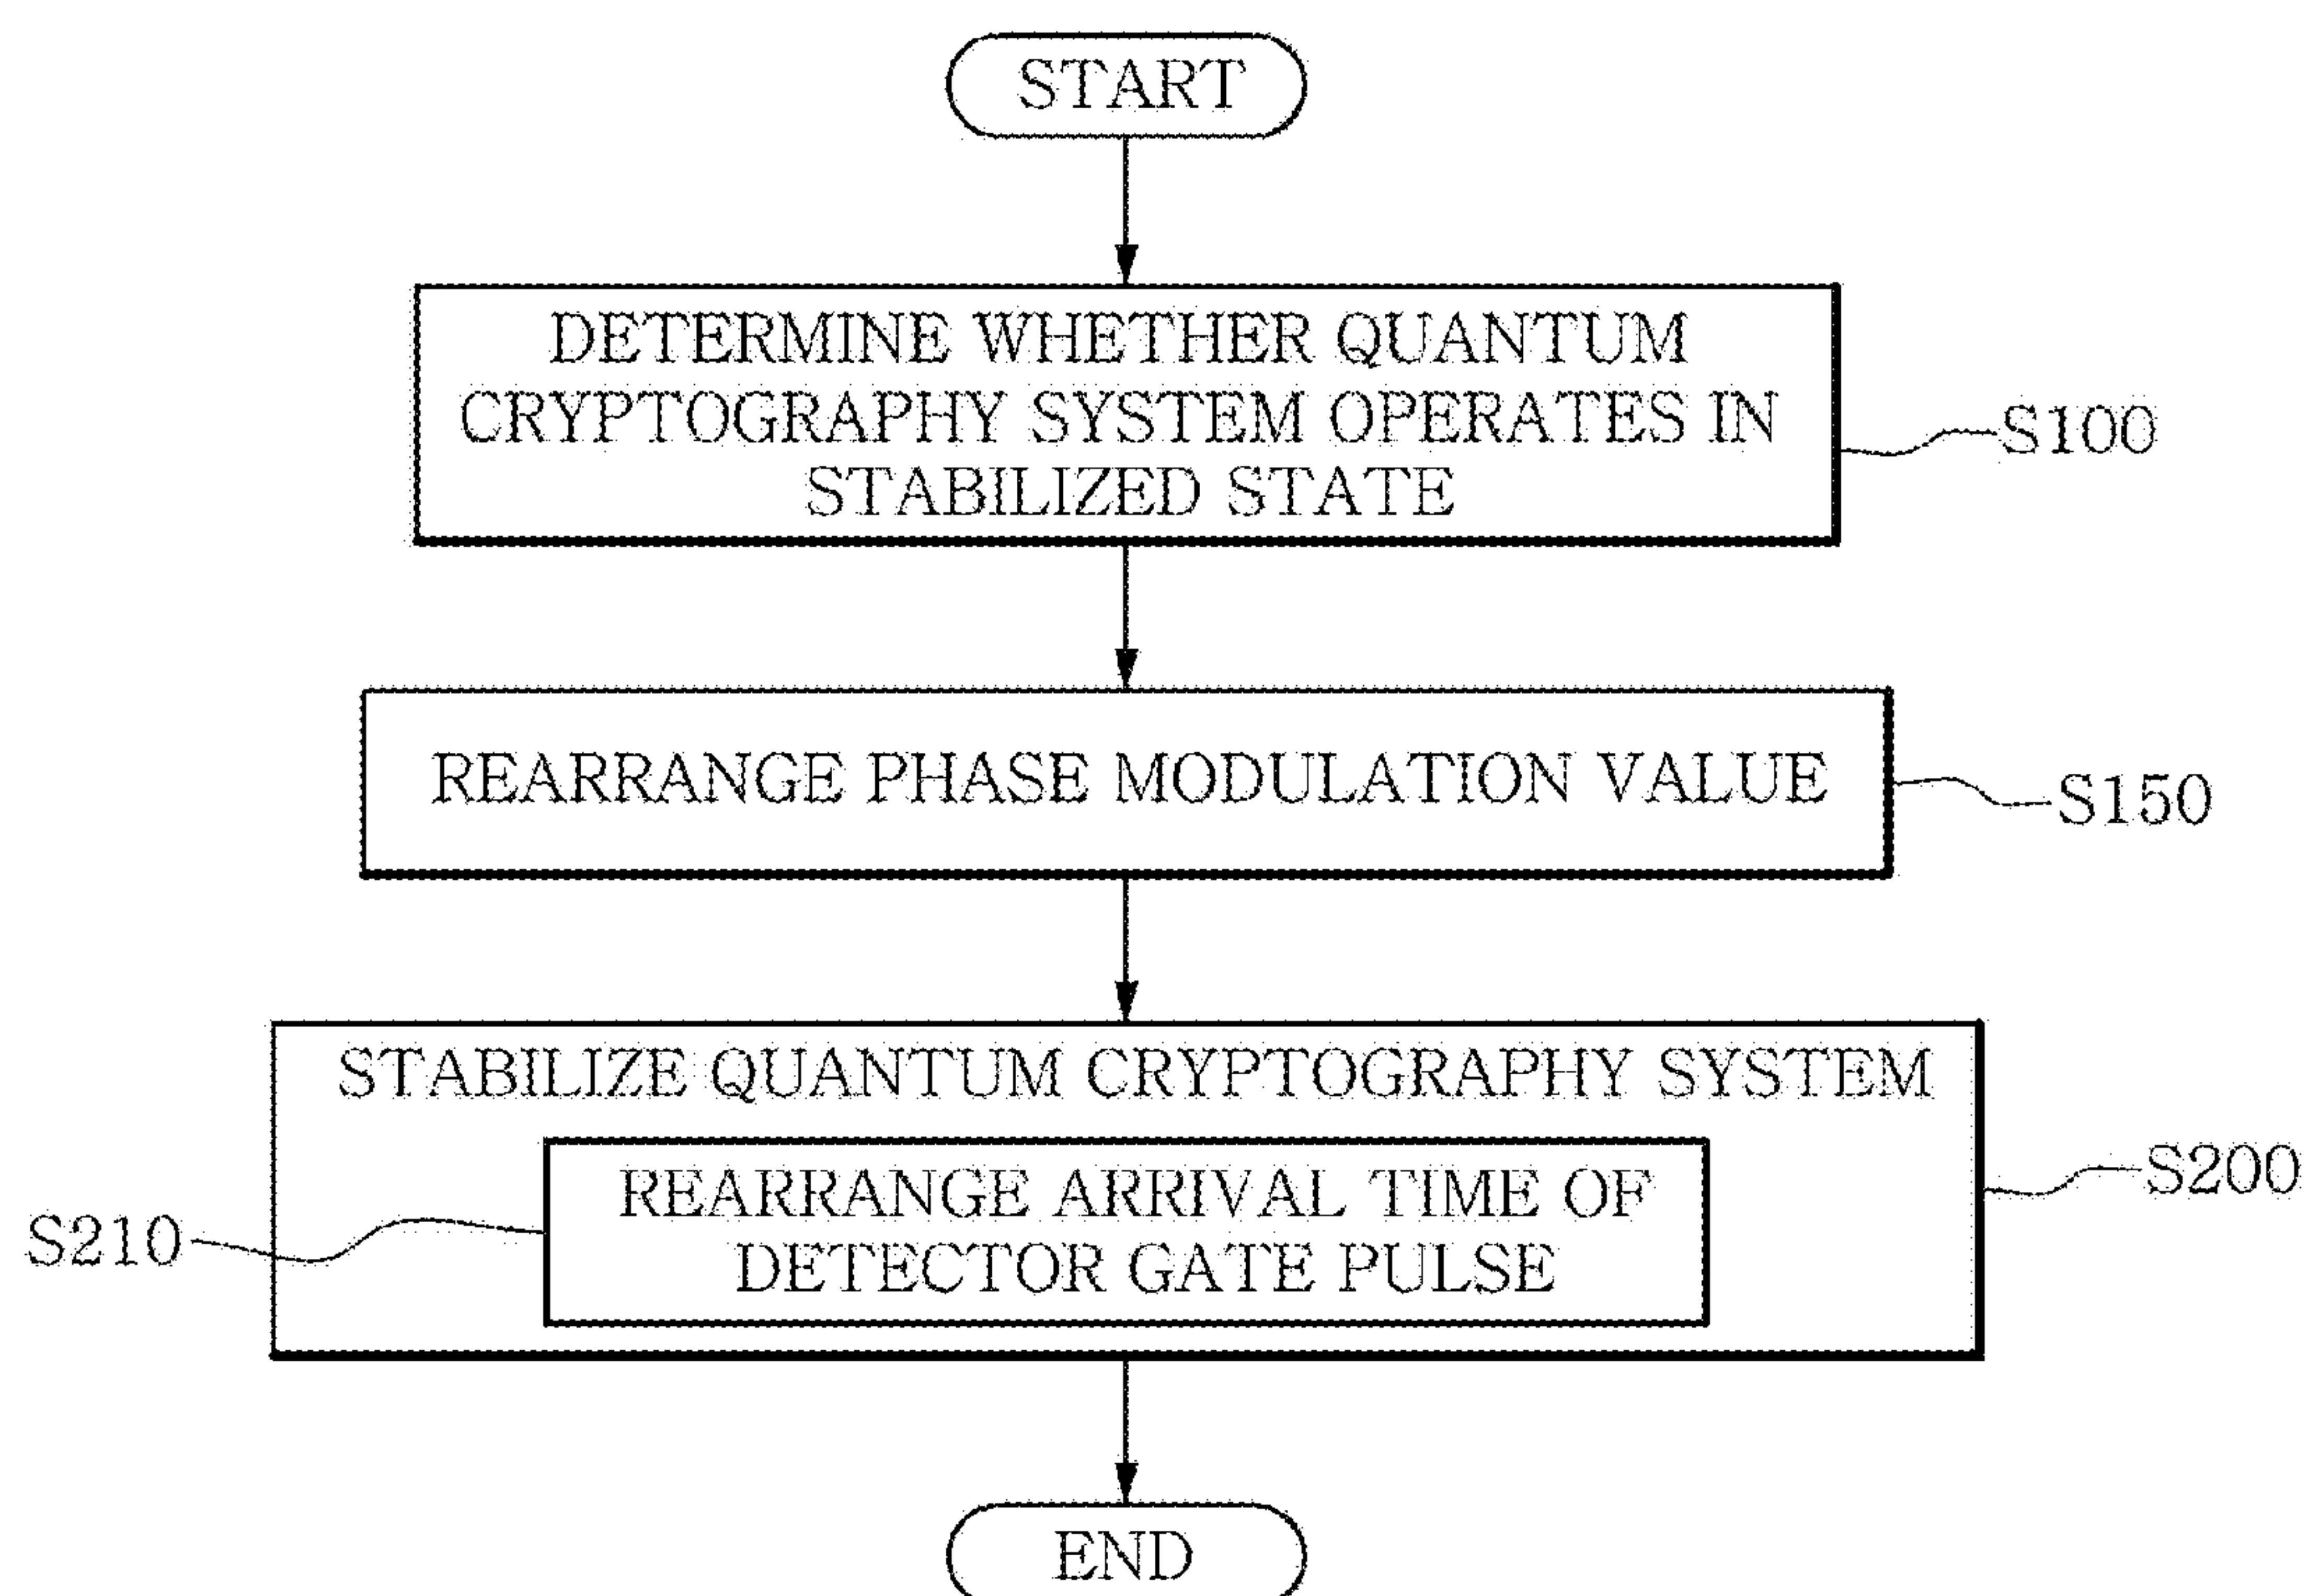 START
DETERMINE WHETHER QUANTUM
CRYPTOGRAPHY SYSTEM OPERATES IN
STABILIZED STATE
S100
REARRANGE PHASE MODULATION VALUE
S150
STABILIZE QUANTUM CRYPTOGRAPHY SYSTEM
S200
REARRANGE ARRIVAL TIME OF
DETECTOR GATE PULSE
S210
END